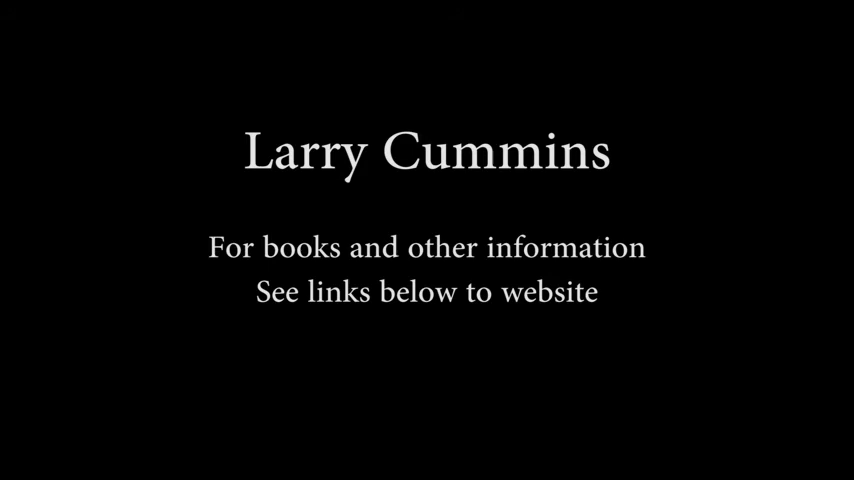 Larry Cummins
For books and other information
See links below to website